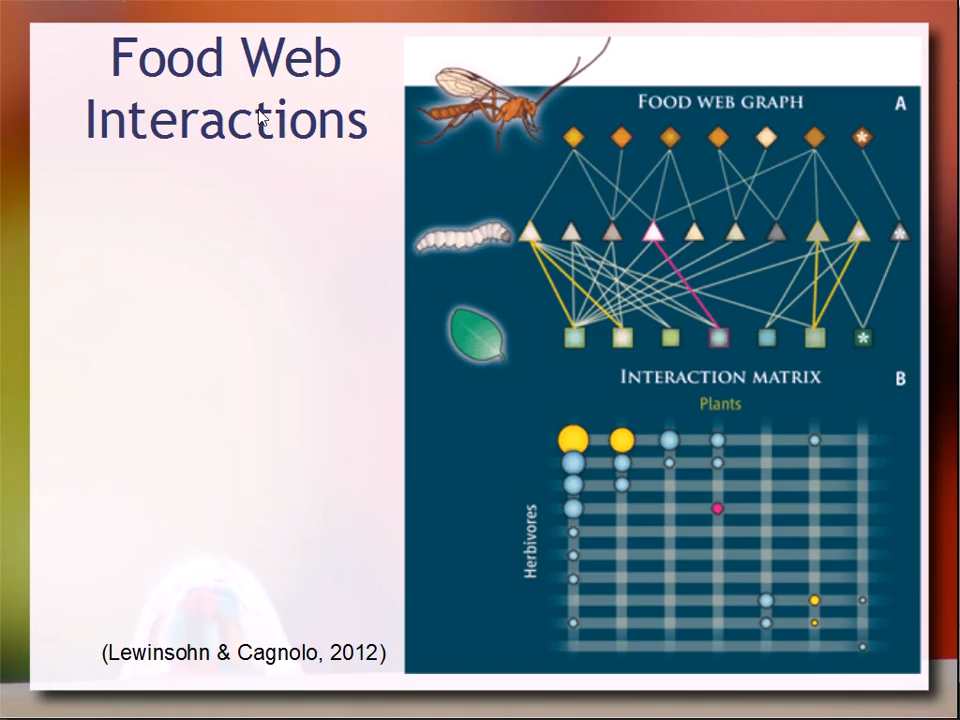 Food Web
Interactions
FOOD WEB GRAPH
A
INTERACTION MATRIX
B
Plants
Herbivores
(Lewinsohn & Cagnolo, 2012)